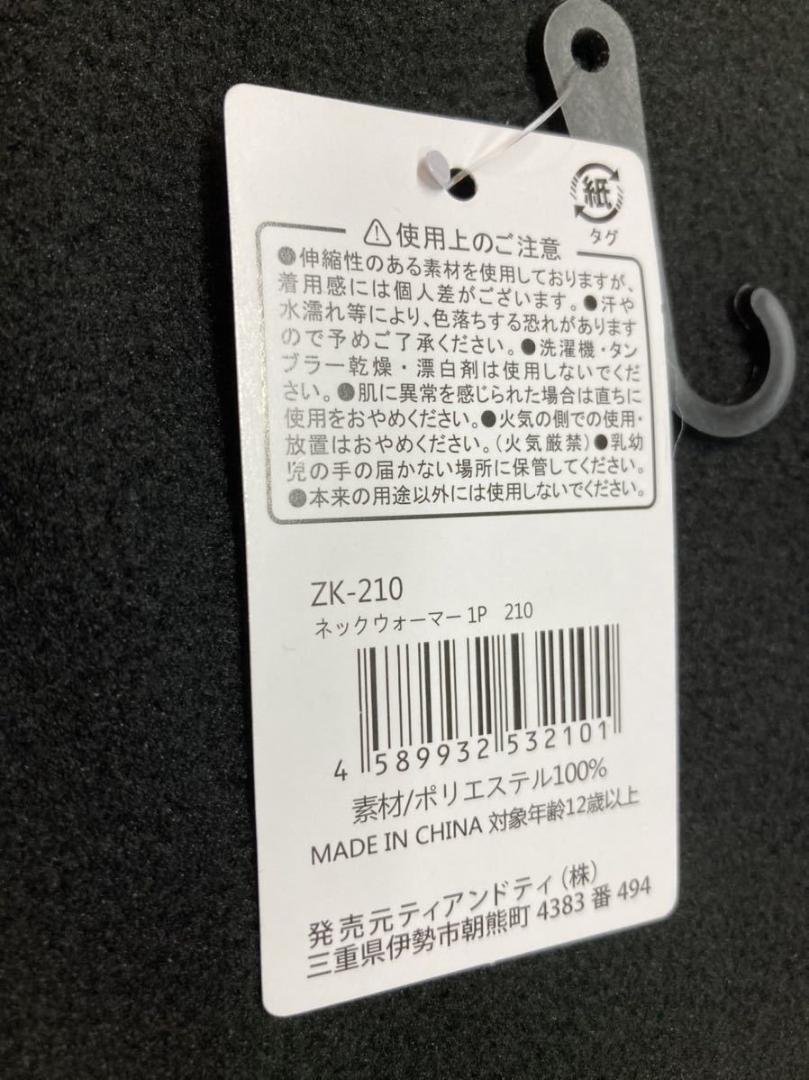 紙
タグ
⚠使用上のご注意
●伸縮性のある素材を使用しておりますが、
着用感には個人差がございます。●汗や
水濡れ等により、色落ちする恐れがあります
ので予めご了承ください。●洗濯機・タン
ブラー乾燥・漂白剤は使用しないでくだ
さい。●肌に異常を感じられた場合は直ちに
使用をおやめください。●火気の側での使用・
放置はおやめください。(火気厳禁)●乳幼
児の手の届かない場所に保管してください。
●本来の用途以外には使用しないでください。
ZK-210
ネックウォーマー 1P 210
4 589932 532101
素材/ポリエステル100%
MADE IN CHINA 対象年齢12歳以上
発売元ティアンドティ(株)
三重県伊勢市朝熊町 4383 番 494